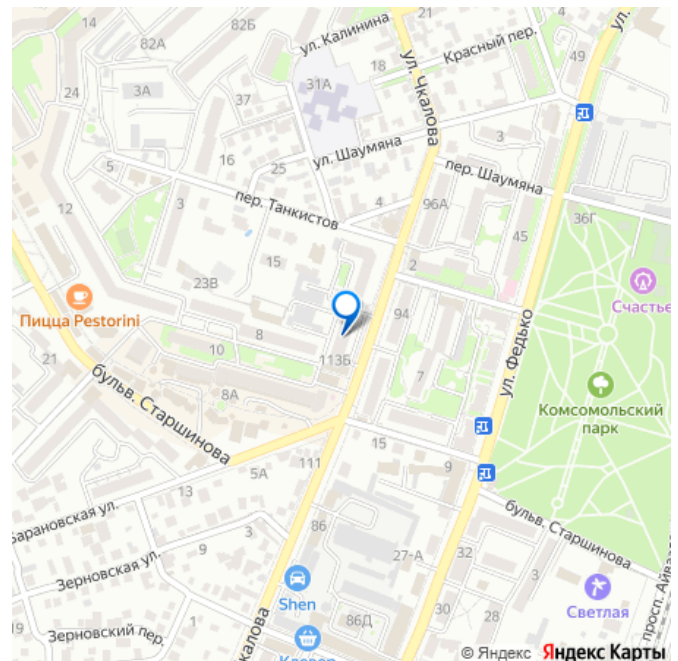 ул. Калинина
21
82Б
82А
Красный пер.
49
ул.
24
3А
31А
18
37
ул. Чкалова
5
16
25
ул. Шаумяна
3
пер. Шаумяна
пер. Танкистов
4
96А
12
3
36Г
45
15
2
23В
Счастье
Пицца Pestorini
8
94
ул. Федько
21
10
113Б
7
8А
Комсомольский
парк
бульв. Старшинова
15
5А
111
9
13
Барановская ул.
86
бульв. Старшинова
3
9
27-А
32
3
Зерновская ул.
Shen
Светлая
30
28
86Д
19
Зерновский пер.
© Яндекс Яндекс Карты